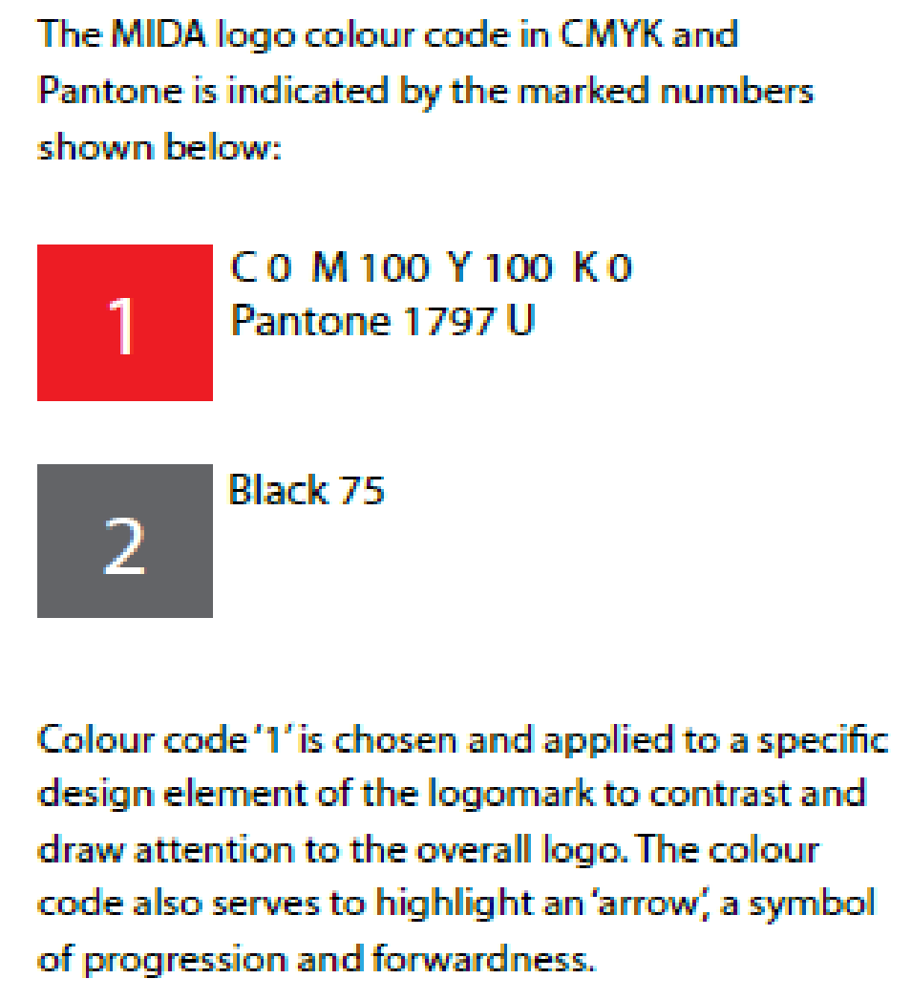 The MIDA logo colour code in CMYK and
Pantone is indicated by the marked numbers
shown below:
1
C 0 M 100 Y 100 K 0
Pantone 1797 U
2
Black 75
Colour code ‘1’ is chosen and applied to a specific
design element of the logomark to contrast and
draw attention to the overall logo. The colour
code also serves to highlight an ‘arrow’, a symbol
of progression and forwardness.